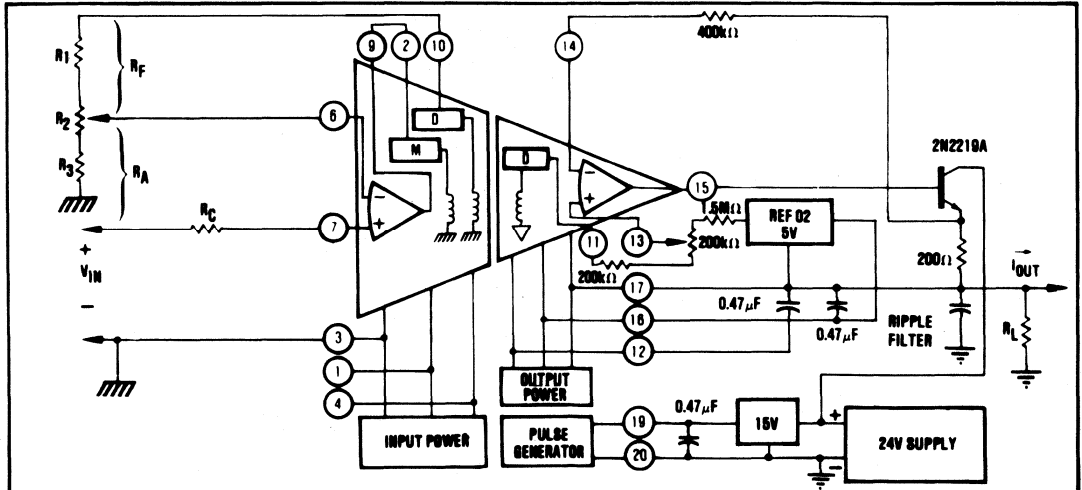 9
2
10
14
400kΩ
R1
RF
R2
6
D
2N2219A
M
D
R3
RA
−
+
−
+
15
1.5MΩ
REF 02
5V
RC
7
11
13
200kΩ
200Ω
IOUT
+
VIN
−
200kΩ
17
0.47µF
16
0.47µF
RIPPLE
FILTER
RL
3
12
1
OUTPUT
POWER
4
0.47µF
19
15V
+
INPUT POWER
PULSE
GENERATOR
24V SUPPLY
20
−